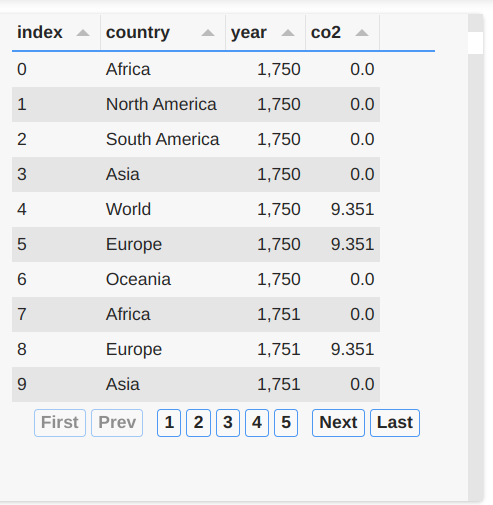 index country year co2
0 Africa 1,750 0.0
1 North America 1,750 0.0
2 South America 1,750 0.0
3 Asia 1,750 0.0
4 World 1,750 9.351
5 Europe 1,750 9.351
6 Oceania 1,750 0.0
7 Africa 1,751 0.0
8 Europe 1,751 9.351
9 Asia 1,751 0.0
First Prev 1 2 3 4 5 Next Last